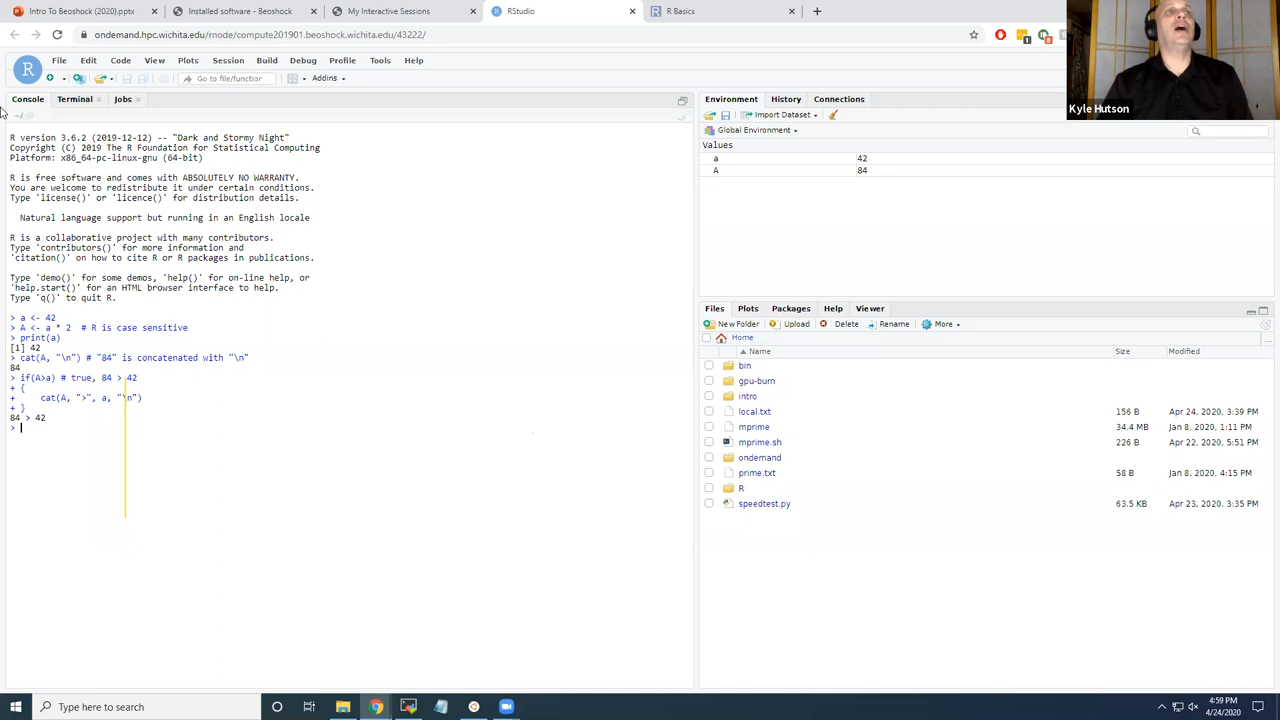 Intro To Beoshock (2020).pptx
Installed software - Beoshock
My Interactive Sessions
RStudio
R Basics
ondemand.hpc.wichita.edu/rnode/compute201901.beoshock.wichita.edu/43222/
File Edit Code View Plots Session Build Debug Profile Tools Help
Go to file/function
Addins
Kyle Hutson
Console Terminal Jobs
~/
R version 3.6.2 (2019-12-12) -- "Dark and Stormy Night"
Copyright (C) 2019 The R Foundation for Statistical Computing
Platform: x86_64-pc-linux-gnu (64-bit)
R is free software and comes with ABSOLUTELY NO WARRANTY.
You are welcome to redistribute it under certain conditions.
Type 'license()' or 'licence()' for distribution details.
Natural language support but running in an English locale
R is a collaborative project with many contributors.
Type 'contributors()' for more information and
'citation()' on how to cite R or R packages in publications.
Type 'demo()' for some demos, 'help()' for on-line help, or
'help.start()' for an HTML browser interface to help.
Type 'q()' to quit R.
> a <- 42
> A <- a * 2  # R is case sensitive
> print(a)
[1] 42
> cat(A, "\n") # "84" is concatenated with "\n"
84
> if(A>a) # true, 84 > 42
+ {
+    cat(A, ">", a, "\n")
+ }
84 > 42
>
Environment History Connections
Import Dataset
Global Environment
Values
a 42
A 84
Files Plots Packages Help Viewer
New Folder Upload Delete Rename More
Home
Name Size Modified
bin
gpu-burn
intro
local.txt 156 B Apr 24, 2020, 3:39 PM
mprime 34.4 MB Jan 8, 2020, 1:11 PM
mprime.sh 226 B Apr 22, 2020, 5:51 PM
ondemand
prime.txt 58 B Jan 8, 2020, 4:15 PM
R
speedtest.py 63.5 KB Apr 23, 2020, 3:35 PM
Type here to search
4:59 PM
4/24/2020